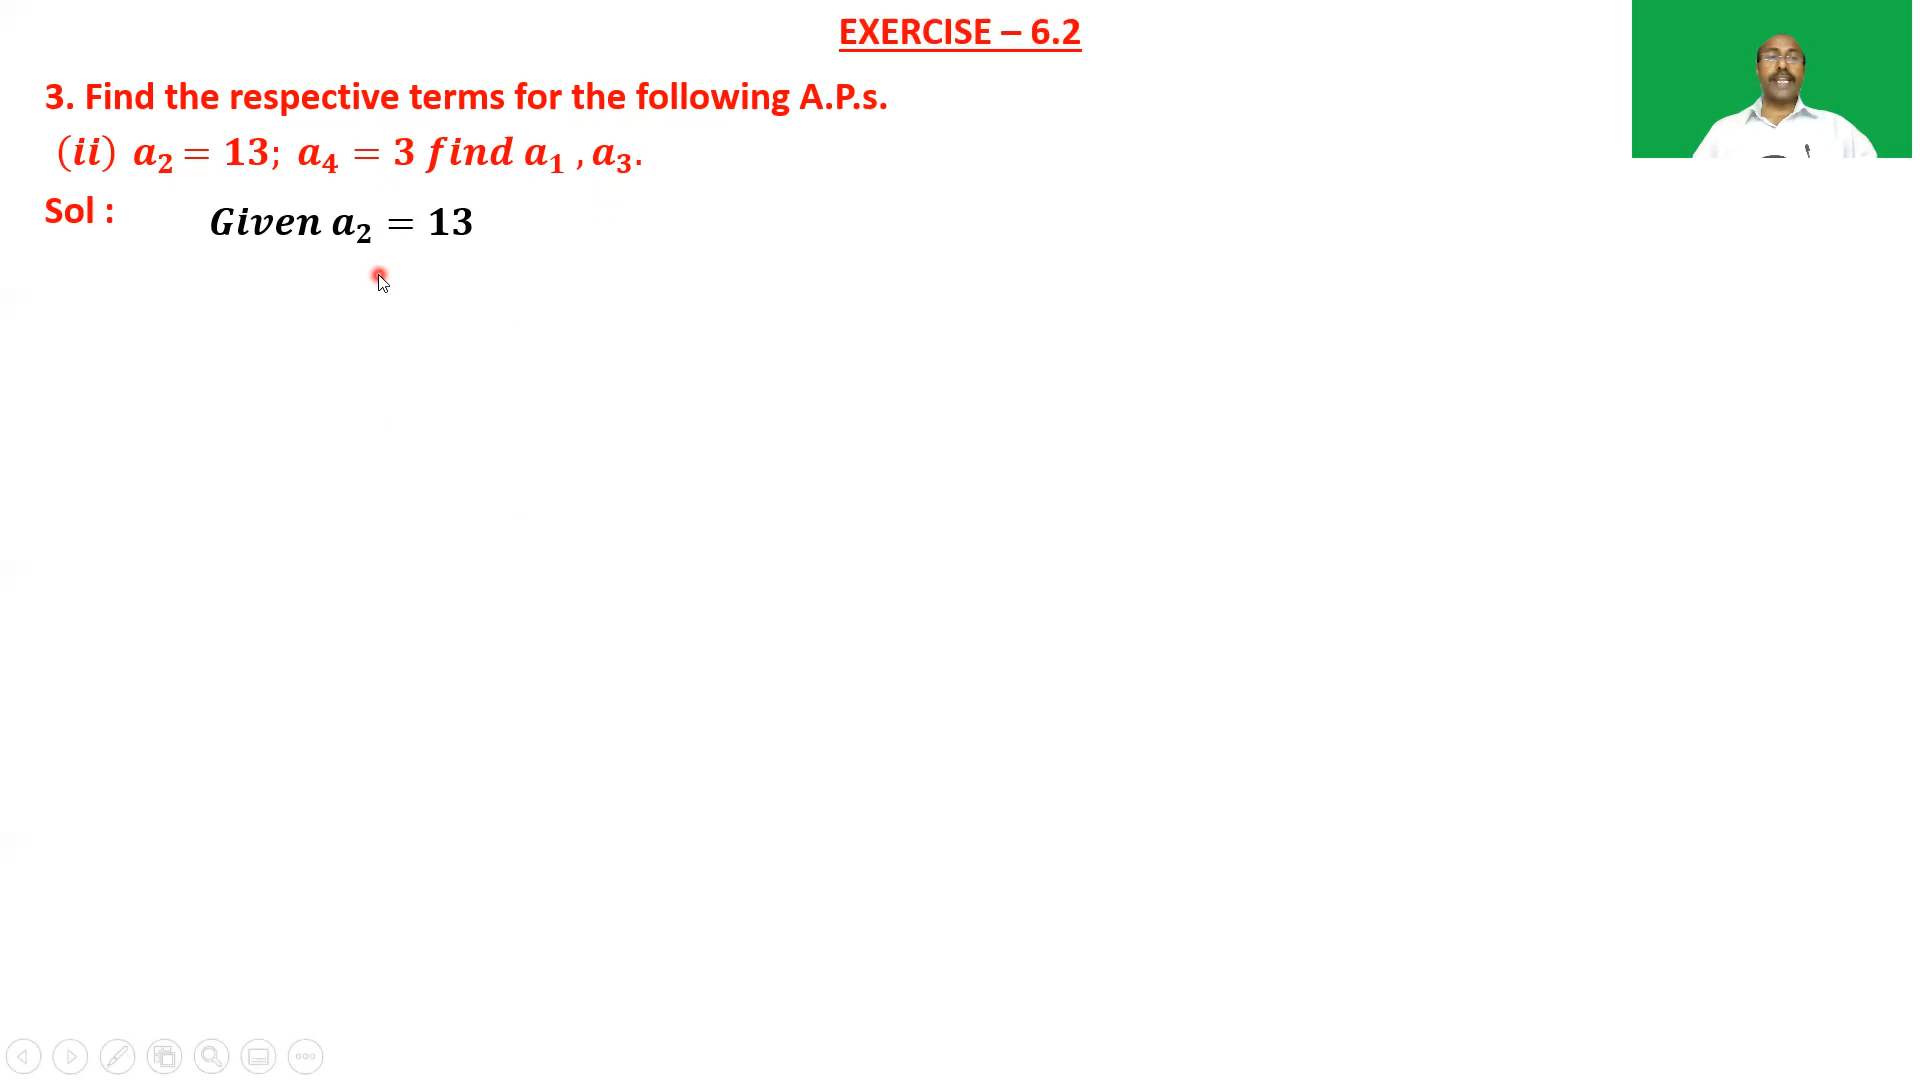 EXERCISE – 6.2
3. Find the respective terms for the following A.P.s.
(ii) a₂ = 13; a₄ = 3 find a₁ , a₃.
Sol :
Given a₂ = 13